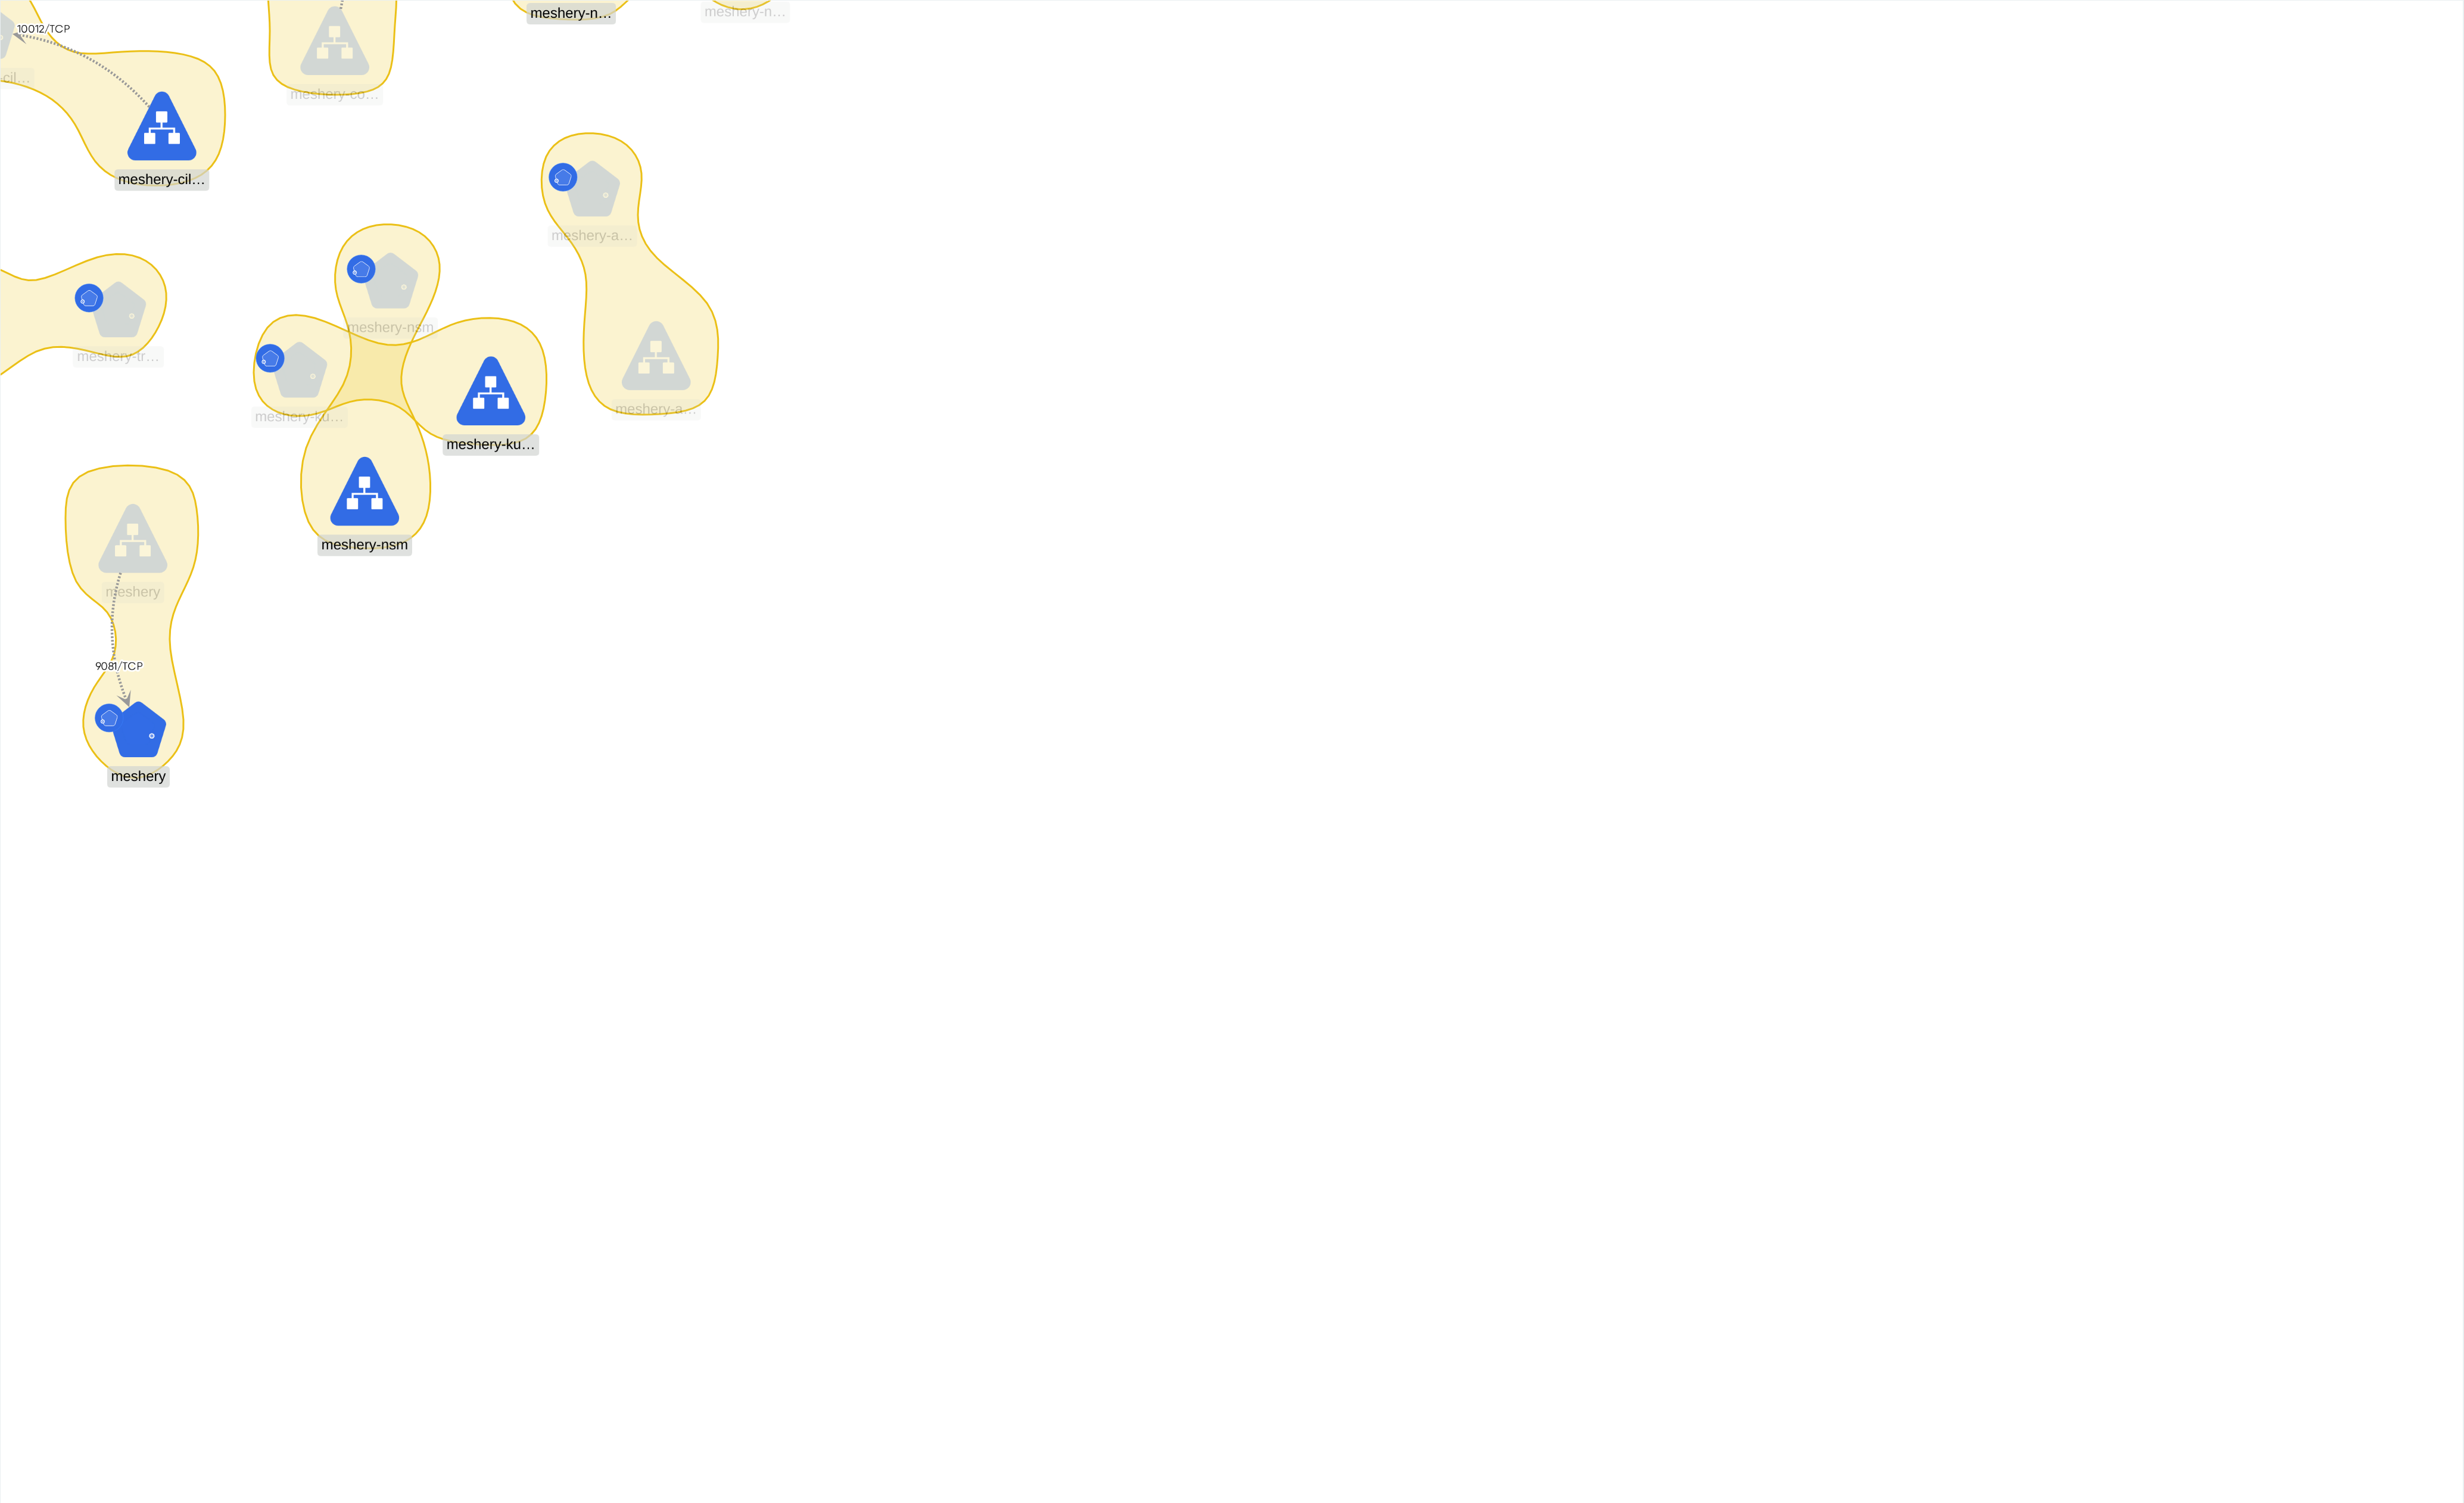 meshery-n…
meshery-n…
10012/TCP
-cil…
meshery-co…
meshery-cil…
meshery-a…
meshery-nsm
meshery-tr…
meshery-a…
meshery-ku…
meshery-ku…
meshery-nsm
meshery
9081/TCP
meshery